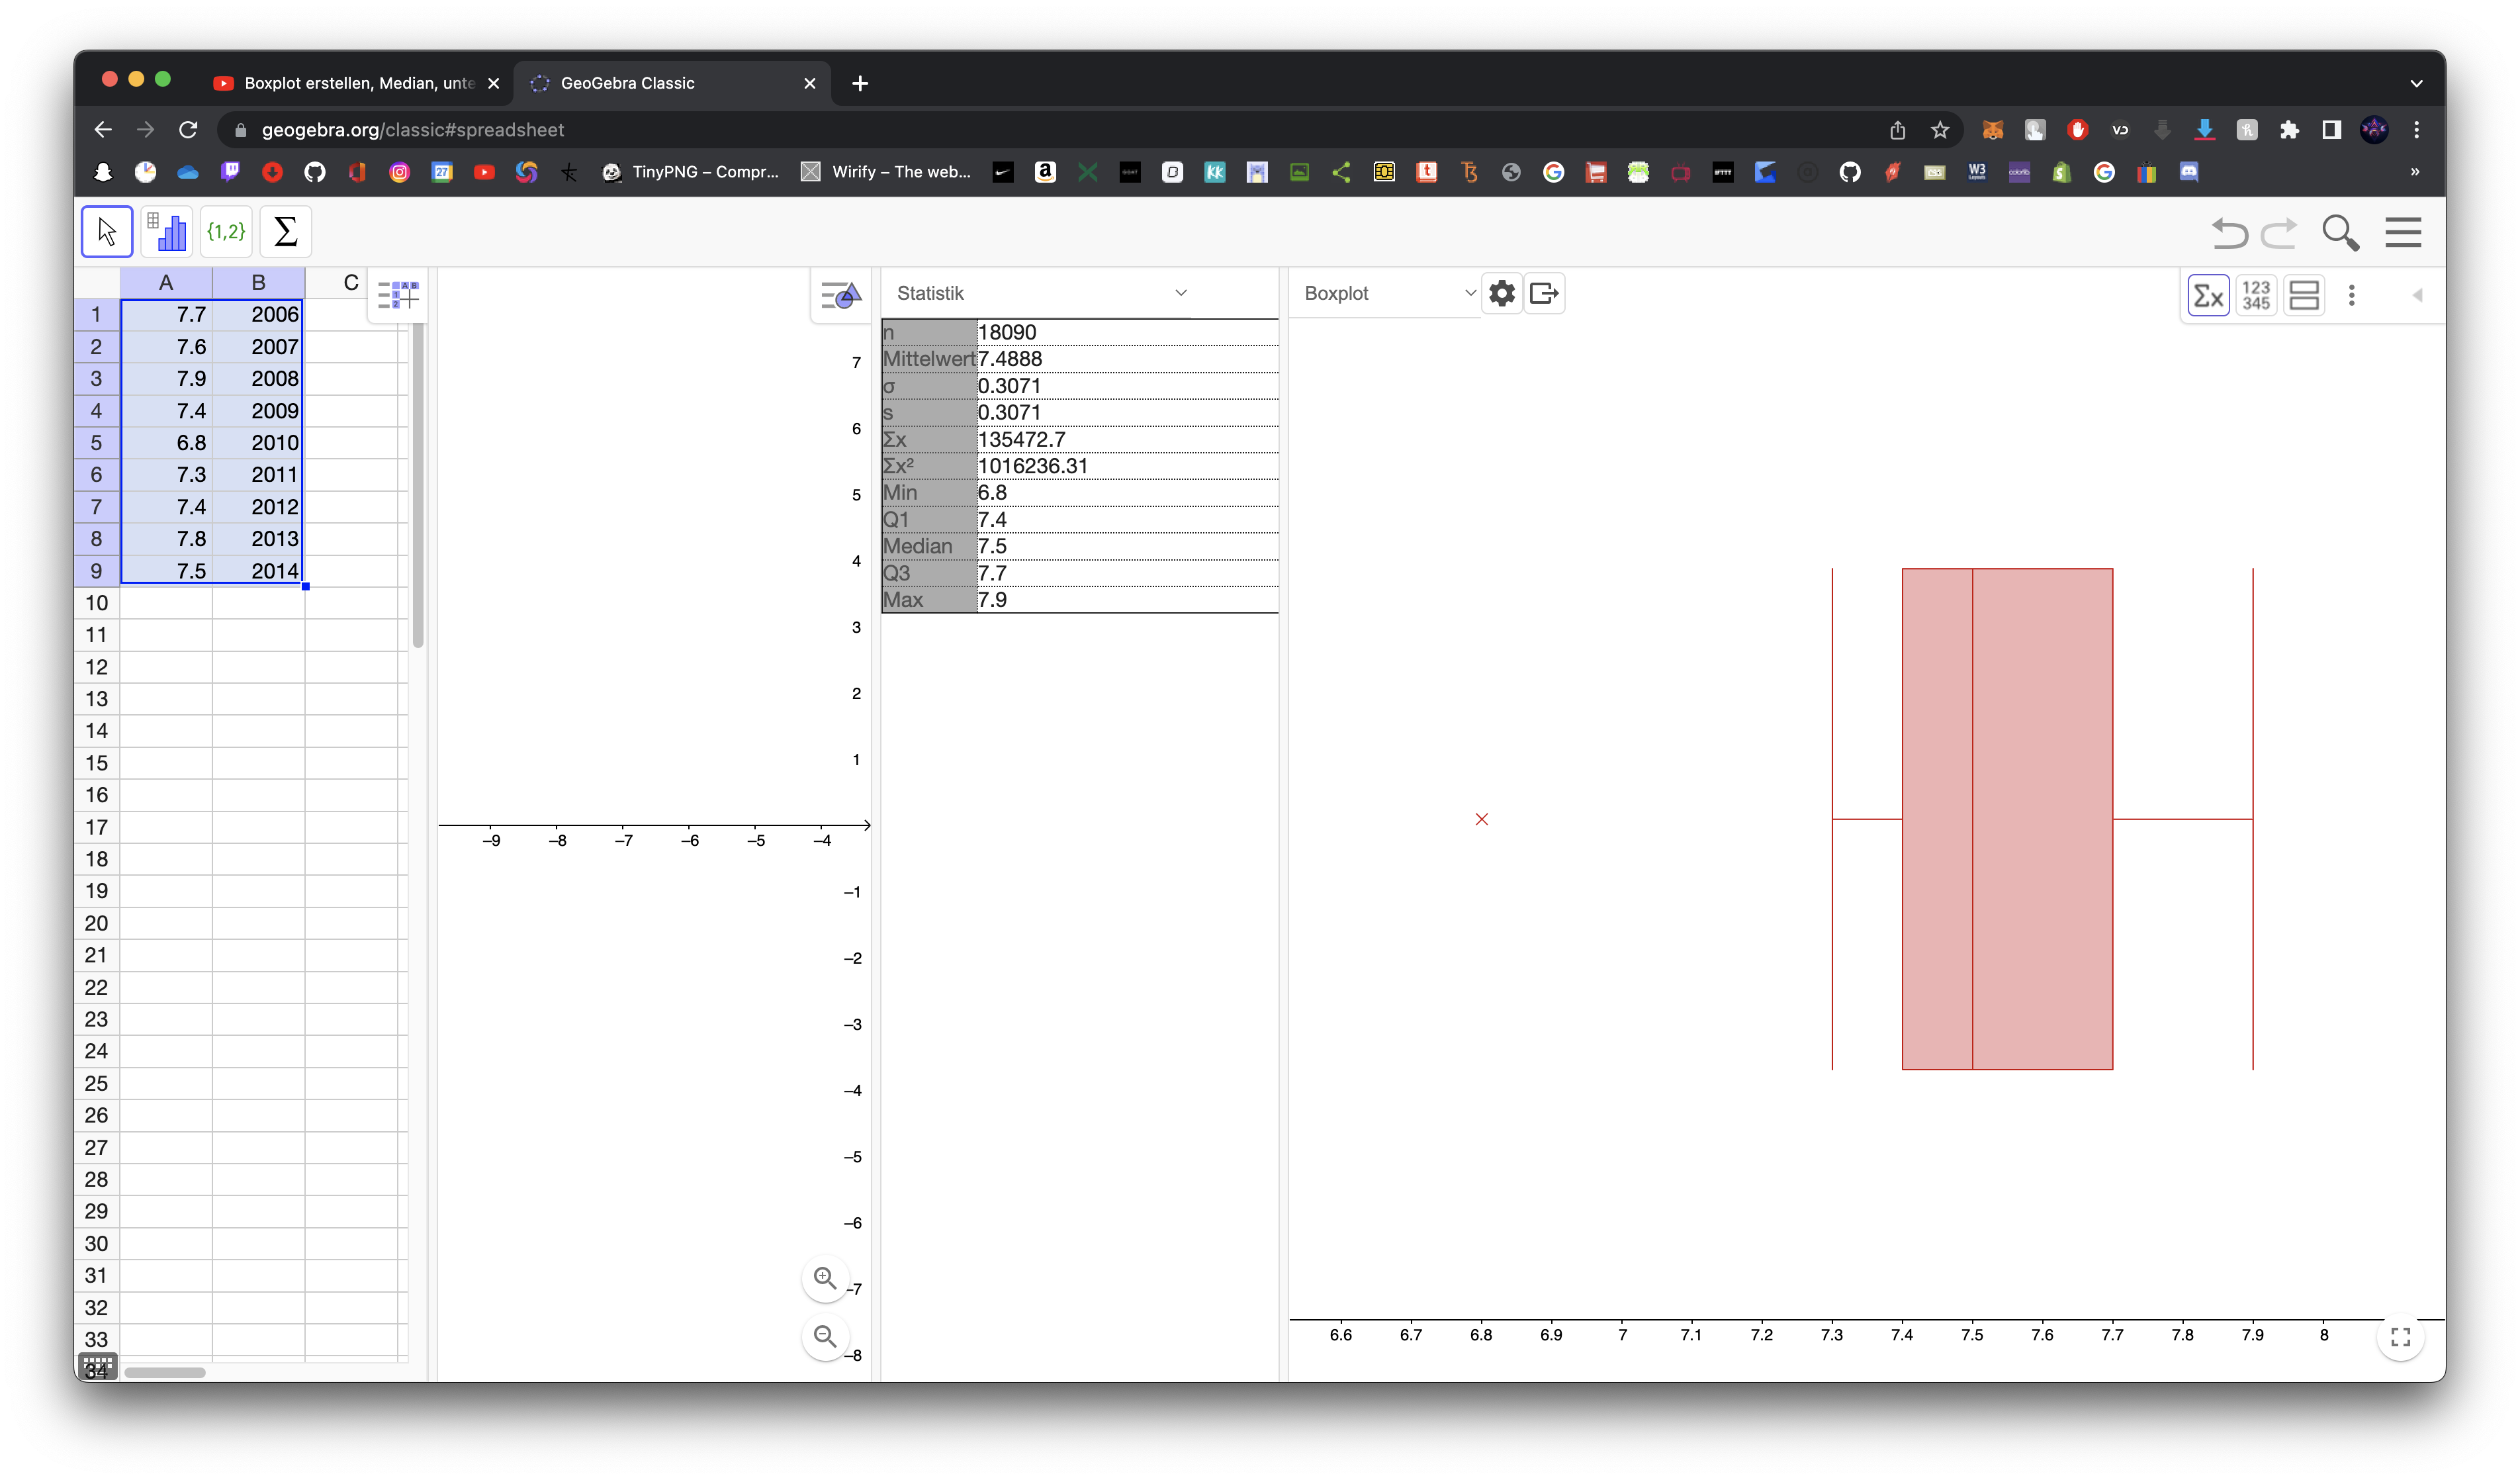 Boxplot erstellen, Median, unte
GeoGebra Classic
geogebra.org/classic#spreadsheet
TinyPNG – Compr...
Wirify – The web...
{1,2}
Σ
A B C
1 7.7 2006
2 7.6 2007
3 7.9 2008
4 7.4 2009
5 6.8 2010
6 7.3 2011
7 7.4 2012
8 7.8 2013
9 7.5 2014
10
11
12
13
14
15
16
17
18
19
20
21
22
23
24
25
26
27
28
29
30
31
32
33
34
7
6
5
4
3
2
1
–9 –8 –7 –6 –5 –4
–1
–2
–3
–4
–5
–6
–7
–8
Statistik
n 18090
Mittelwert 7.4888
σ 0.3071
s 0.3071
Σx 135472.7
Σx² 1016236.31
Min 6.8
Q1 7.4
Median 7.5
Q3 7.7
Max 7.9
Boxplot
Σx
123
345
6.6 6.7 6.8 6.9 7 7.1 7.2 7.3 7.4 7.5 7.6 7.7 7.8 7.9 8